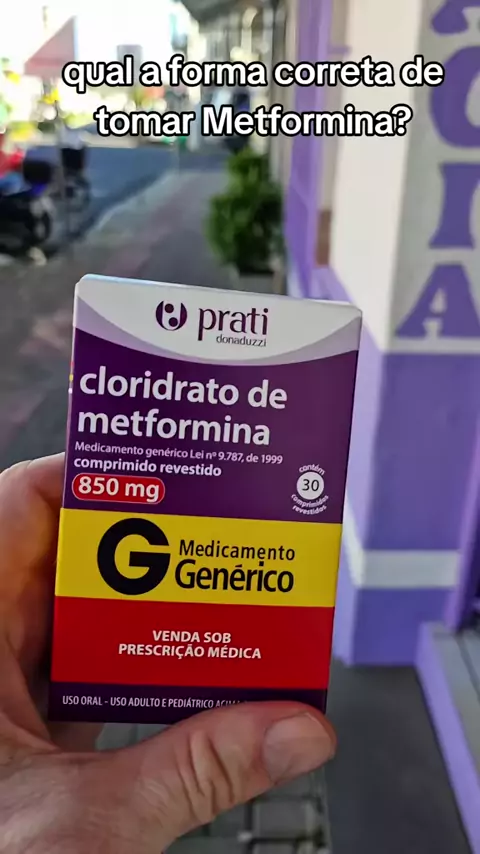 qual a forma correta de
tomar Metformina?
ACIA
prati
donaduzzi
cloridrato de
metformina
Medicamento genérico Lei nº 9.787, de 1999
comprimido revestido
850 mg
contém
30
comprimidos
revestidos
G Medicamento
Genérico
VENDA SOB
PRESCRIÇÃO MÉDICA
USO ORAL - USO ADULTO E PEDIÁTRICO